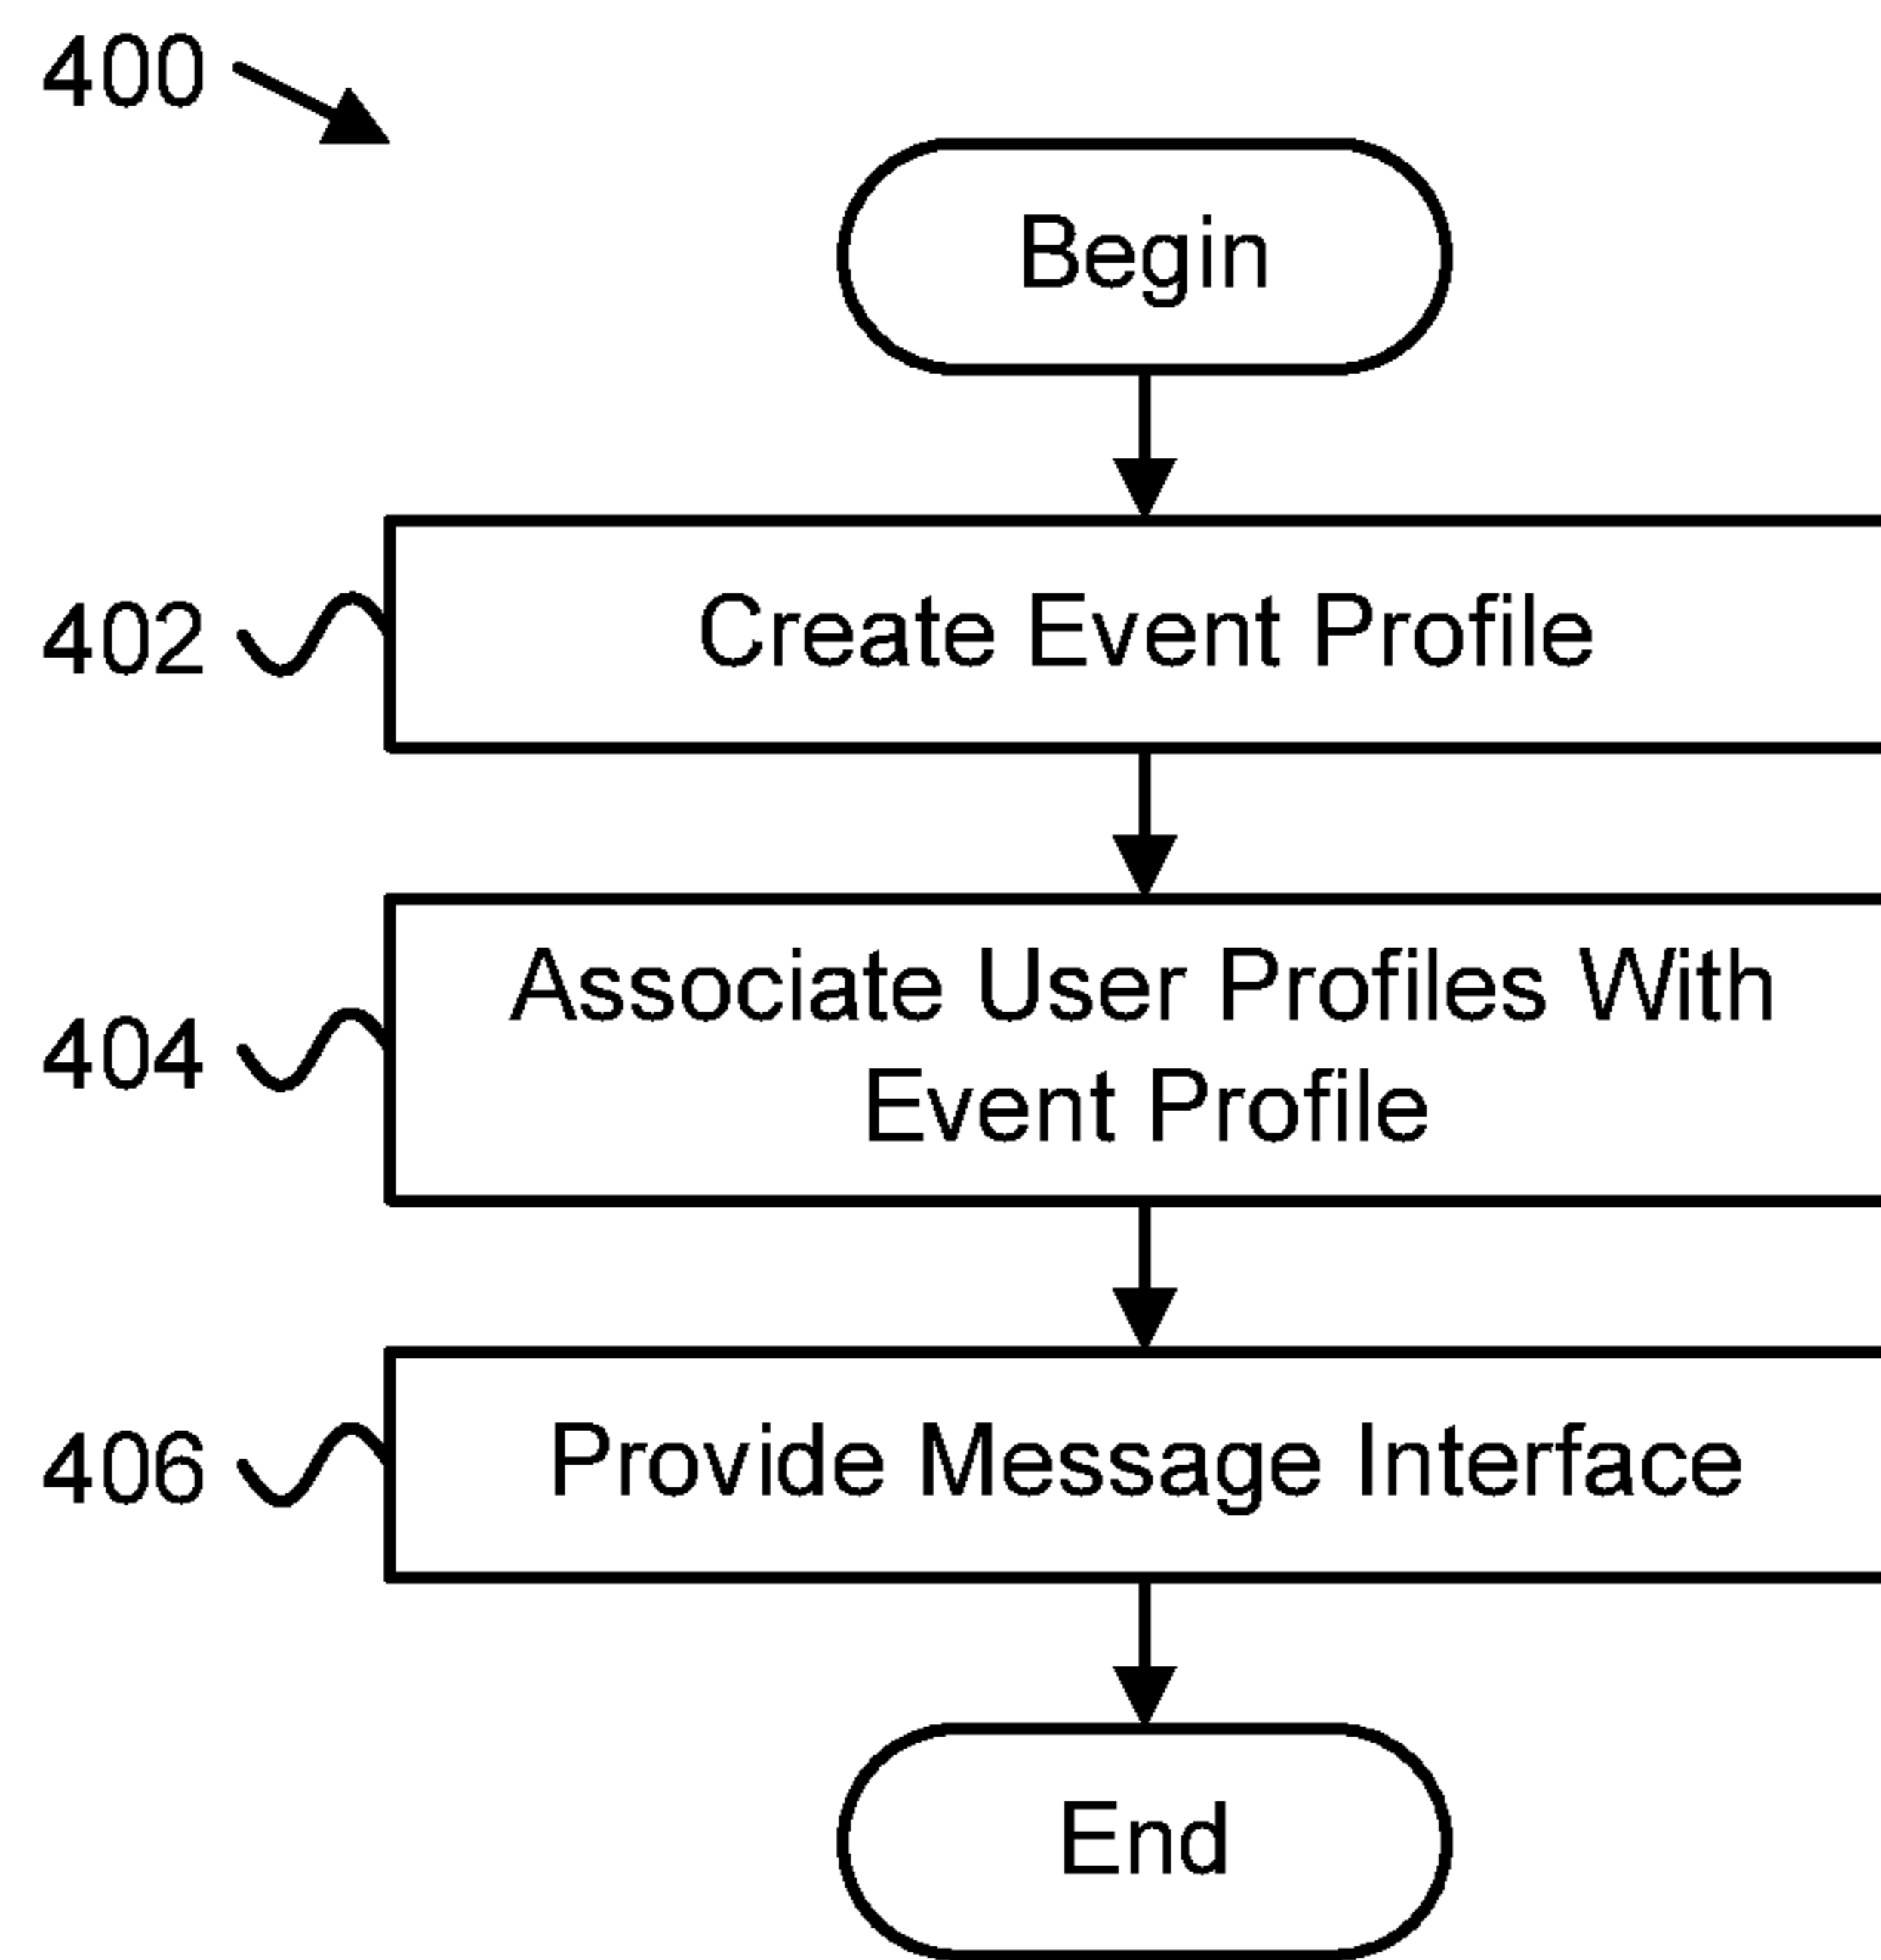 400
Begin
402
Create Event Profile
404
Associate User Profiles With
Event Profile
406
Provide Message Interface
End